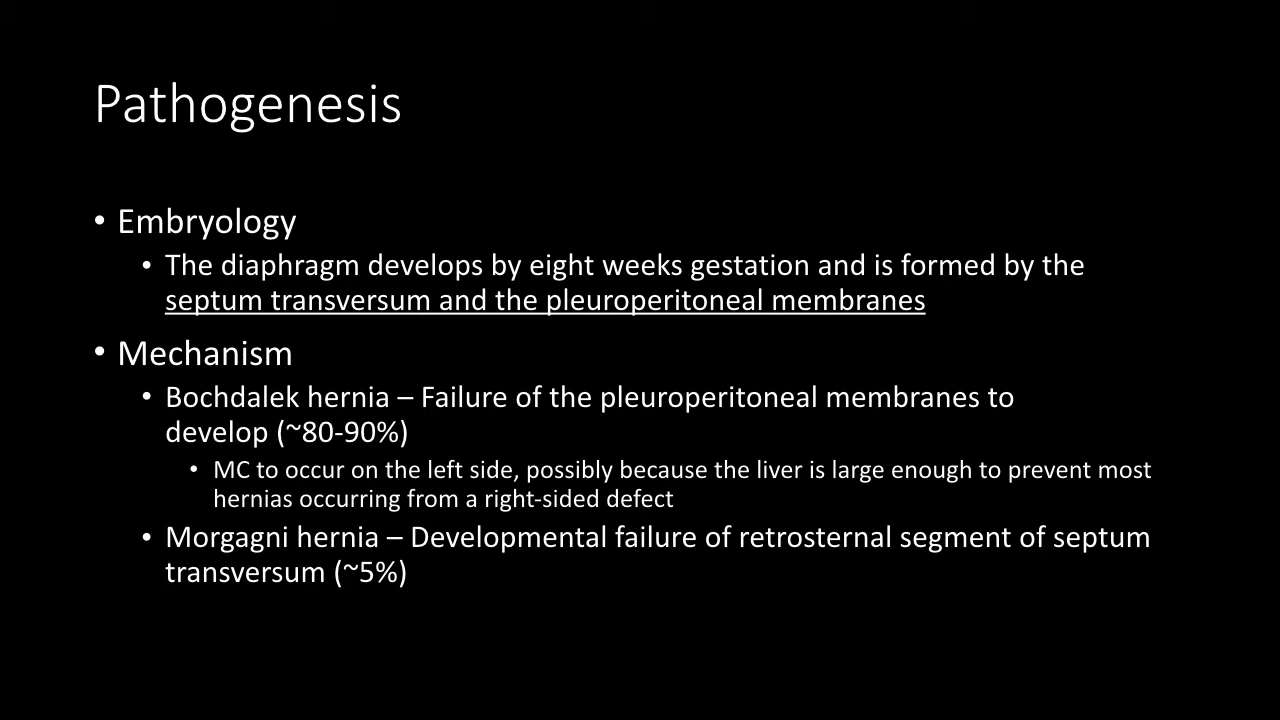 Pathogenesis
• Embryology
• The diaphragm develops by eight weeks gestation and is formed by the
septum transversum and the pleuroperitoneal membranes
• Mechanism
• Bochdalek hernia – Failure of the pleuroperitoneal membranes to
develop (~80-90%)
• MC to occur on the left side, possibly because the liver is large enough to prevent most
hernias occurring from a right-sided defect
• Morgagni hernia – Developmental failure of retrosternal segment of septum
transversum (~5%)